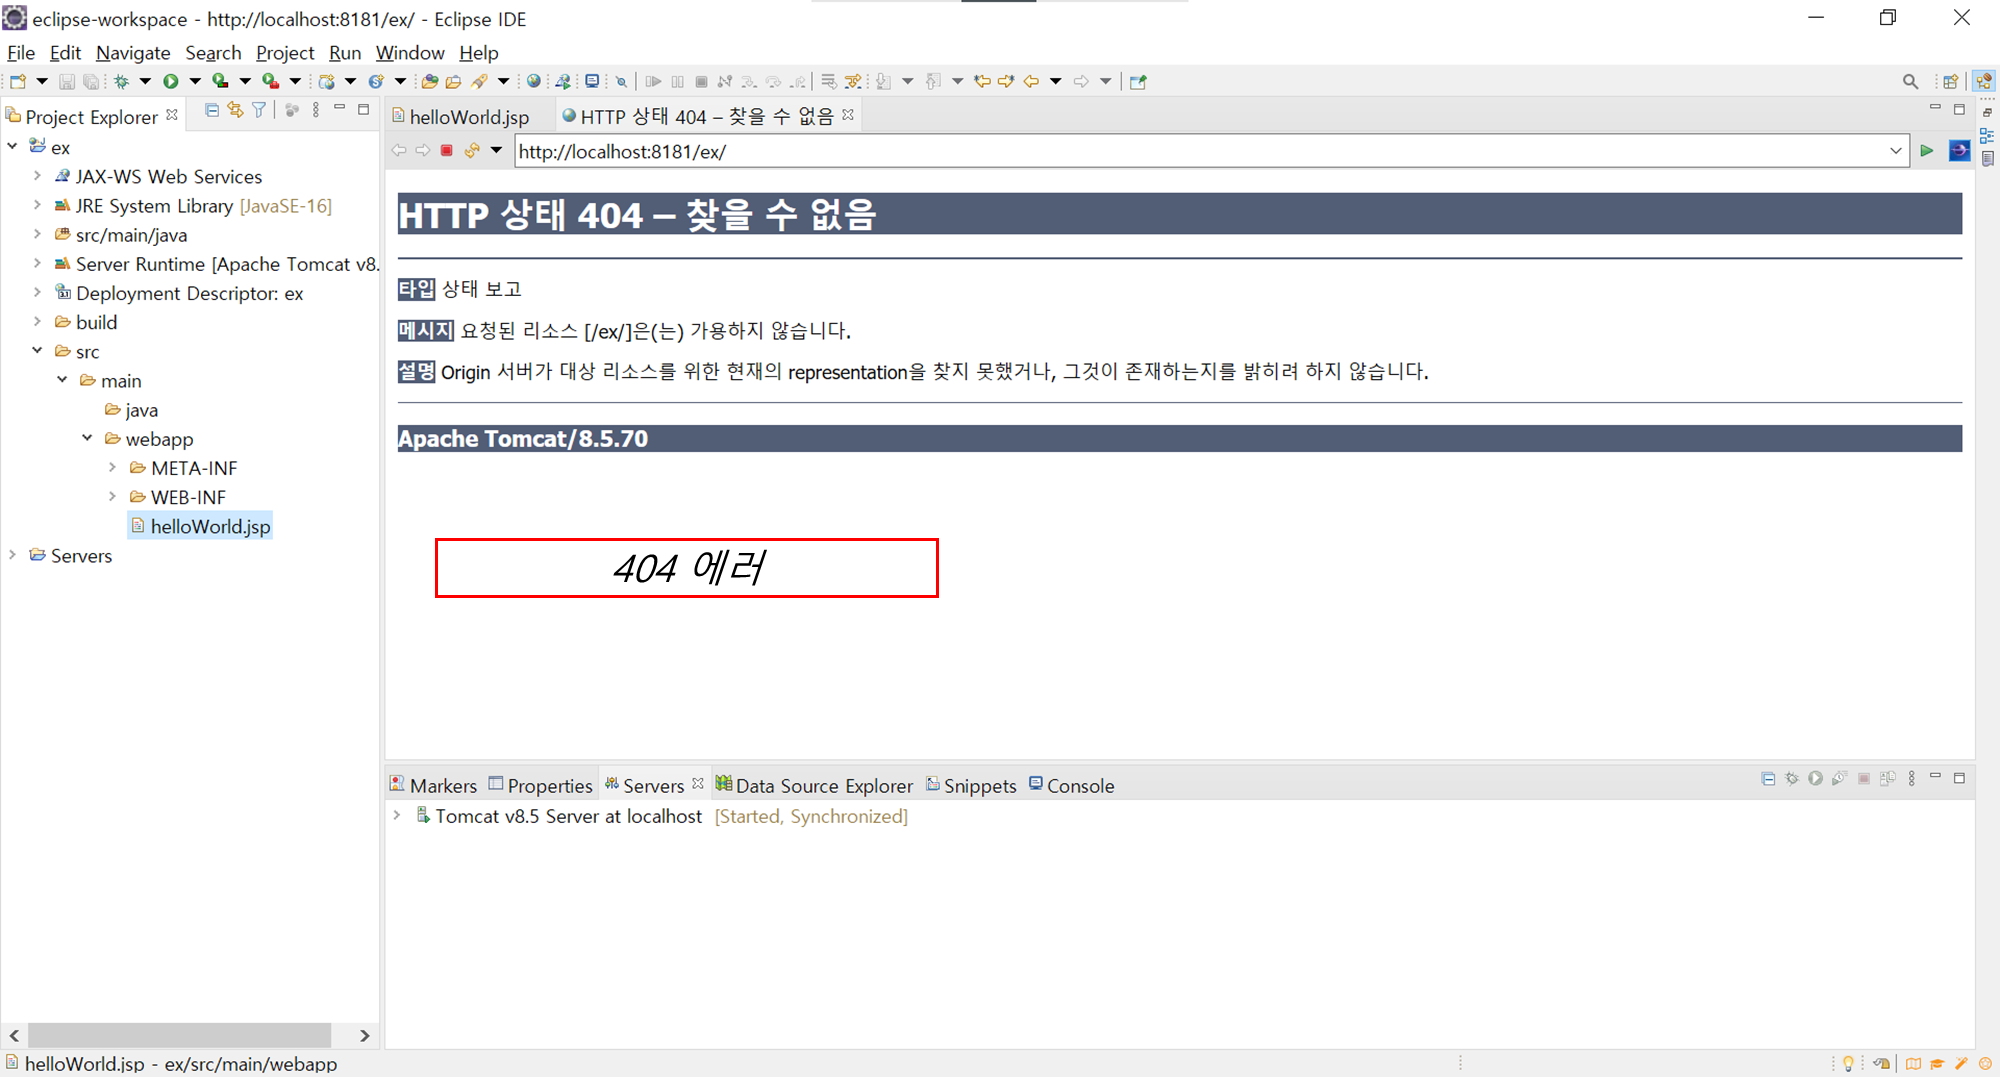 eclipse-workspace - http://localhost:8181/ex/ - Eclipse IDE
File Edit Navigate Search Project Run Window Help
Project Explorer
ex
JAX-WS Web Services
JRE System Library [JavaSE-16]
src/main/java
Server Runtime [Apache Tomcat v8.
Deployment Descriptor: ex
build
src
main
java
webapp
META-INF
WEB-INF
helloWorld.jsp
Servers
helloWorld.jsp HTTP 상태 404 – 찾을 수 없음
http://localhost:8181/ex/
HTTP 상태 404 – 찾을 수 없음
타입 상태 보고
메시지 요청된 리소스 [/ex/]은(는) 가용하지 않습니다.
설명 Origin 서버가 대상 리소스를 위한 현재의 representation을 찾지 못했거나, 그것이 존재하는지를 밝히려 하지 않습니다.
Apache Tomcat/8.5.70
404 에러
Markers Properties Servers Data Source Explorer Snippets Console
Tomcat v8.5 Server at localhost [Started, Synchronized]
helloWorld.jsp - ex/src/main/webapp